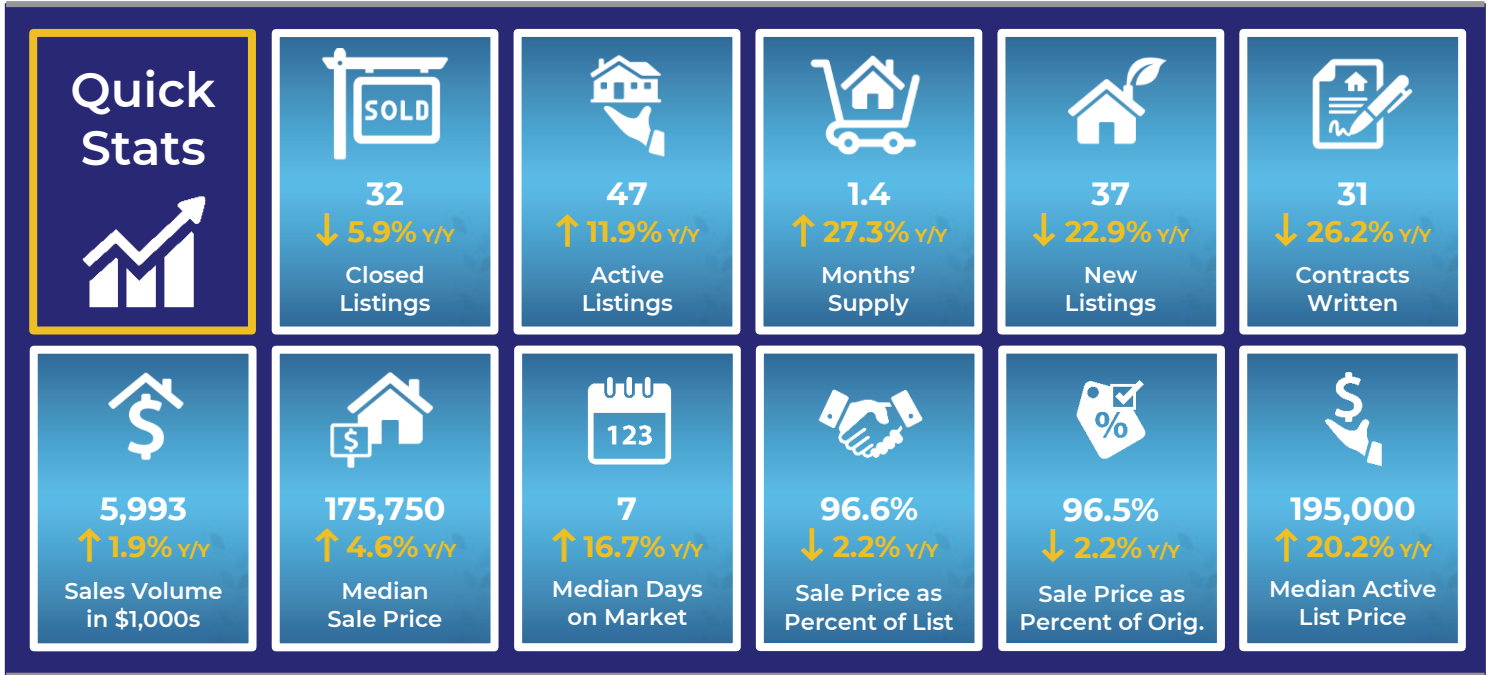 Quick
Stats
SOLD
32
↓ 5.9% Y/Y
Closed
Listings
47
↑ 11.9% Y/Y
Active
Listings
1.4
↑ 27.3% Y/Y
Months’
Supply
37
↓ 22.9% Y/Y
New
Listings
31
↓ 26.2% Y/Y
Contracts
Written
$
5,993
↑ 1.9% Y/Y
Sales Volume
in $1,000s
$
175,750
↑ 4.6% Y/Y
Median
Sale Price
123
7
↑ 16.7% Y/Y
Median Days
on Market
96.6%
↓ 2.2% Y/Y
Sale Price as
Percent of List
%
96.5%
↓ 2.2% Y/Y
Sale Price as
Percent of Orig.
$
195,000
↑ 20.2% Y/Y
Median Active
List Price